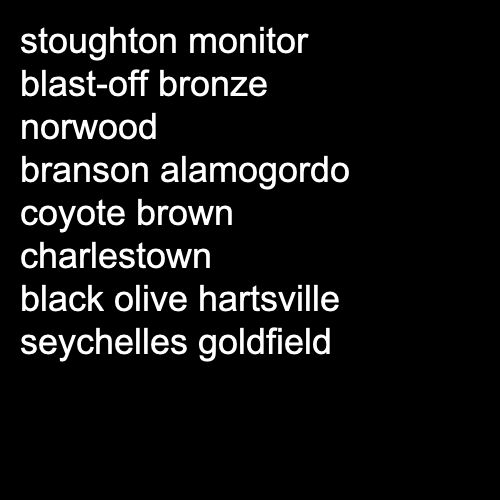 stoughton monitor
blast-off bronze
norwood
branson alamogordo
coyote brown
charlestown
black olive hartsville
seychelles goldfield